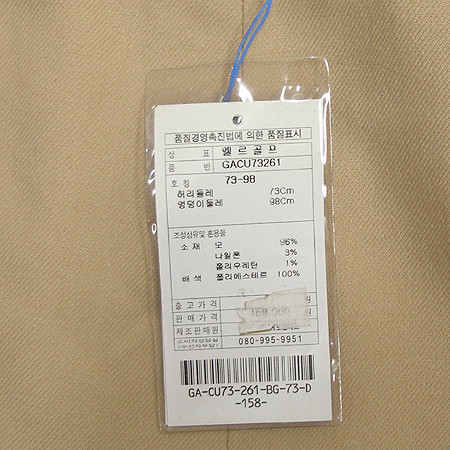 품질경영촉진법에 의한 품질표시
상 표 엘르골프
품 번 GACU73261
호 칭 73-98
허리둘레 73Cm
엉덩이둘레 98Cm
조성섬유및 혼용율
소 재 모 96%
나일론 3%
폴리우레탄 1%
배 색 폴리에스테르 100%
출고가격 원
판매가격 168,000 원
제조판매원
080-995-9951
GA-CU73-261-BG-73-D
-158-